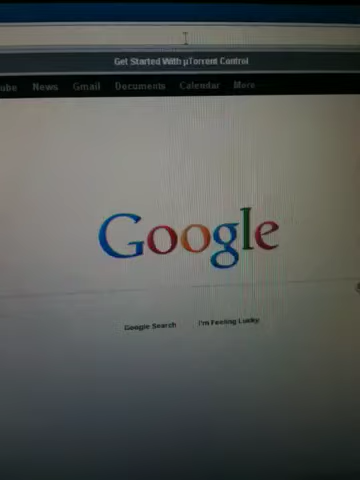 Get Started With µTorrent Control
ube News Gmail Documents Calendar More
Google
Google Search I'm Feeling Lucky